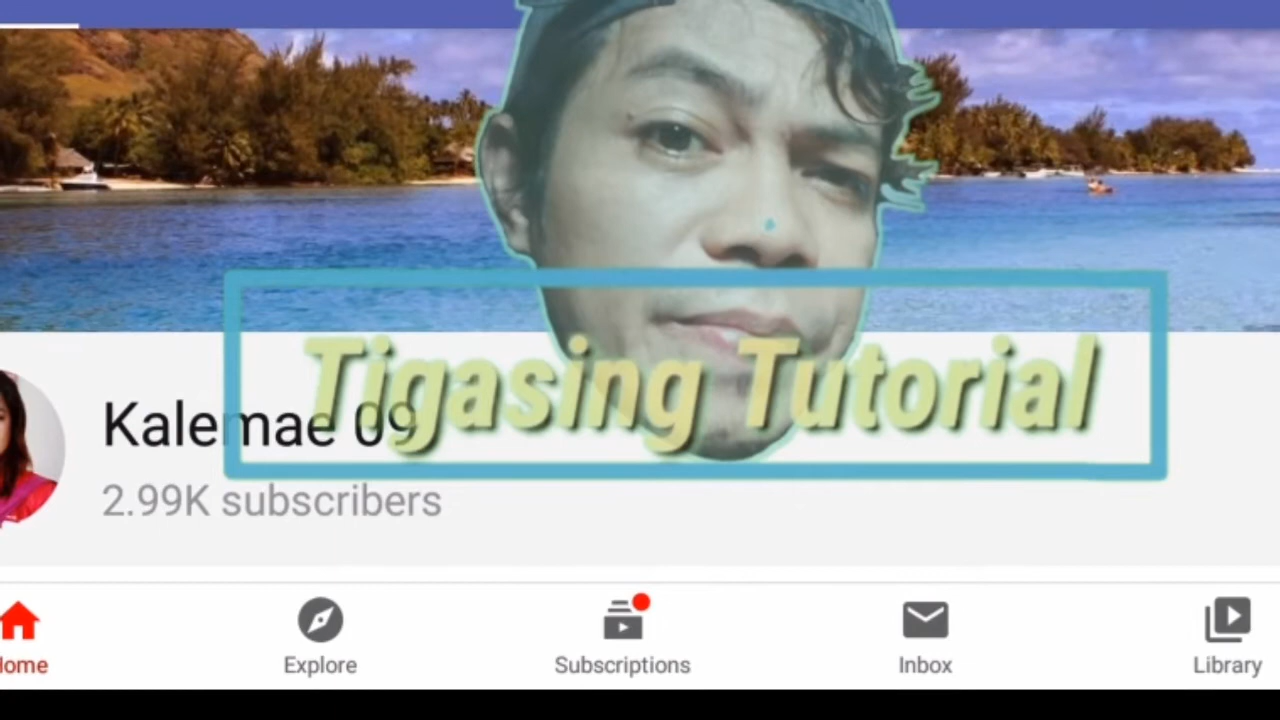 Tigasing Tutorial
Kalemae 09
2.99K subscribers
Home Explore Subscriptions Inbox Library